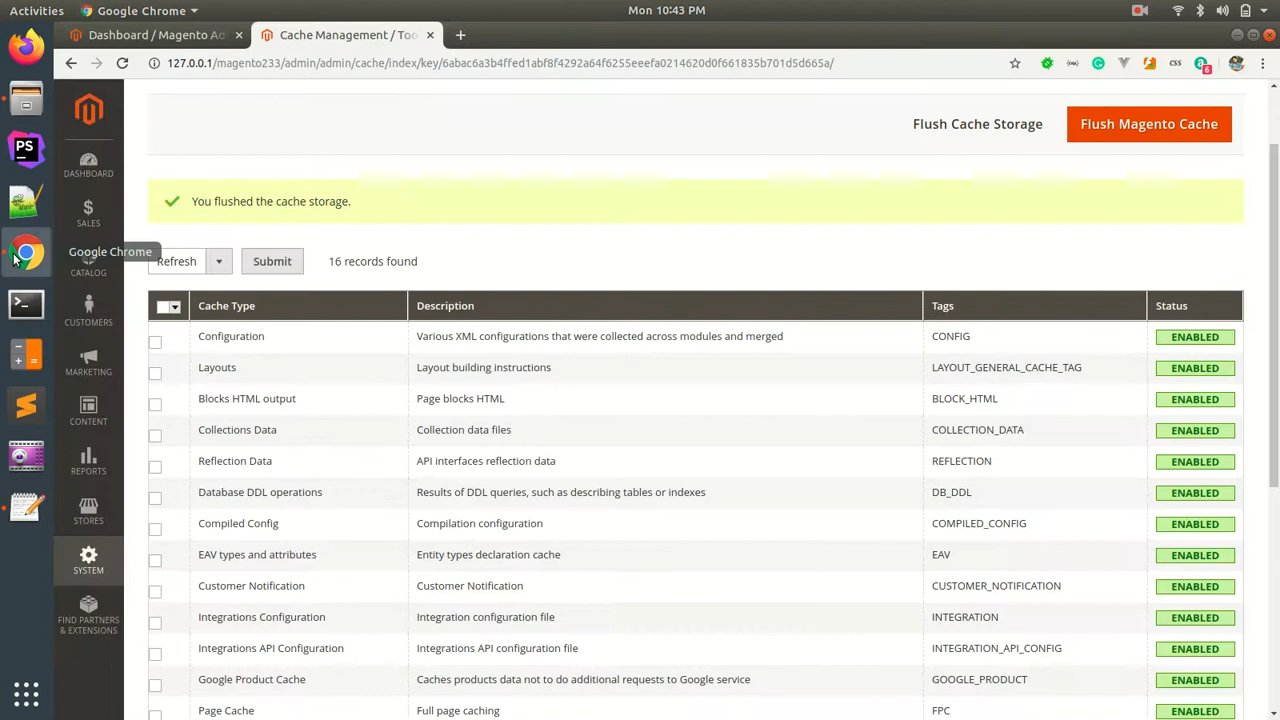 Activities
Google Chrome
Mon 10:43 PM
Dashboard / Magento Ad
Cache Management / Too
127.0.0.1/magento233/admin/admin/cache/index/key/6abac6a3b4ffed1abf8f4292a64f6255eeefa0214620d0f661835b701d5d665a/
CSS
6
PS
Google Chrome
DASHBOARD
$
SALES
CATALOG
CUSTOMERS
MARKETING
CONTENT
REPORTS
STORES
SYSTEM
FIND PARTNERS
& EXTENSIONS
Flush Cache Storage
Flush Magento Cache
You flushed the cache storage.
Refresh
Submit
16 records found
Cache Type Description Tags Status
Configuration Various XML configurations that were collected across modules and merged CONFIG ENABLED
Layouts Layout building instructions LAYOUT_GENERAL_CACHE_TAG ENABLED
Blocks HTML output Page blocks HTML BLOCK_HTML ENABLED
Collections Data Collection data files COLLECTION_DATA ENABLED
Reflection Data API interfaces reflection data REFLECTION ENABLED
Database DDL operations Results of DDL queries, such as describing tables or indexes DB_DDL ENABLED
Compiled Config Compilation configuration COMPILED_CONFIG ENABLED
EAV types and attributes Entity types declaration cache EAV ENABLED
Customer Notification Customer Notification CUSTOMER_NOTIFICATION ENABLED
Integrations Configuration Integration configuration file INTEGRATION ENABLED
Integrations API Configuration Integrations API configuration file INTEGRATION_API_CONFIG ENABLED
Google Product Cache Caches products data not to do additional requests to Google service GOOGLE_PRODUCT ENABLED
Page Cache Full page caching FPC ENABLED